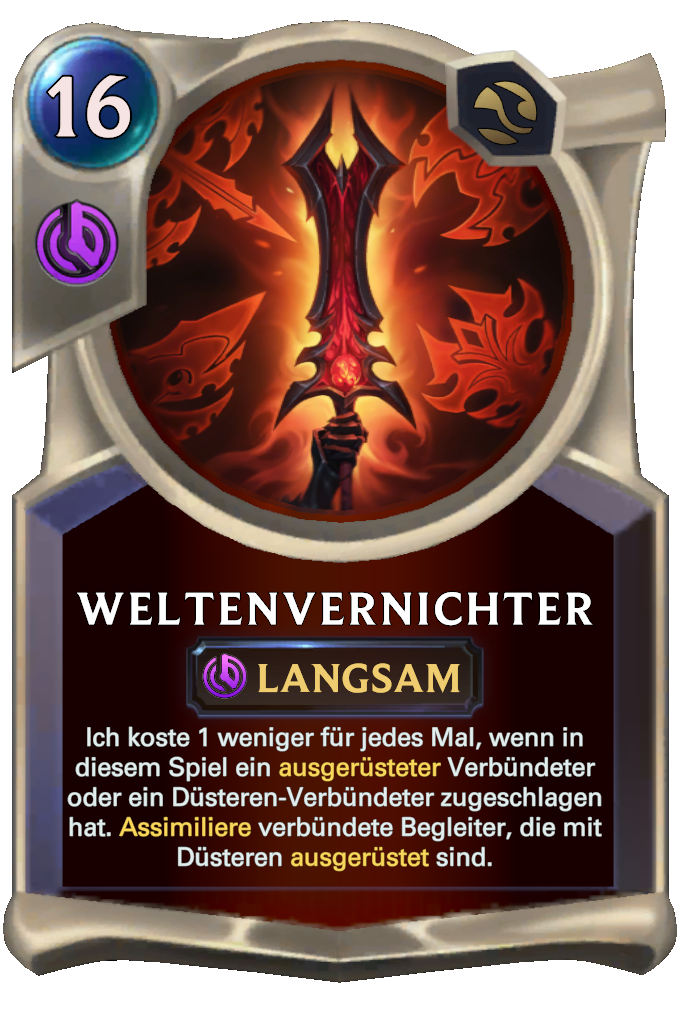 16
WELTENVERNICHTER
LANGSAM
Ich koste 1 weniger für jedes Mal, wenn in
diesem Spiel ein ausgerüsteter Verbündeter
oder ein Düsteren-Verbündeter zugeschlagen
hat. Assimiliere verbündete Begleiter, die mit
Düsteren ausgerüstet sind.